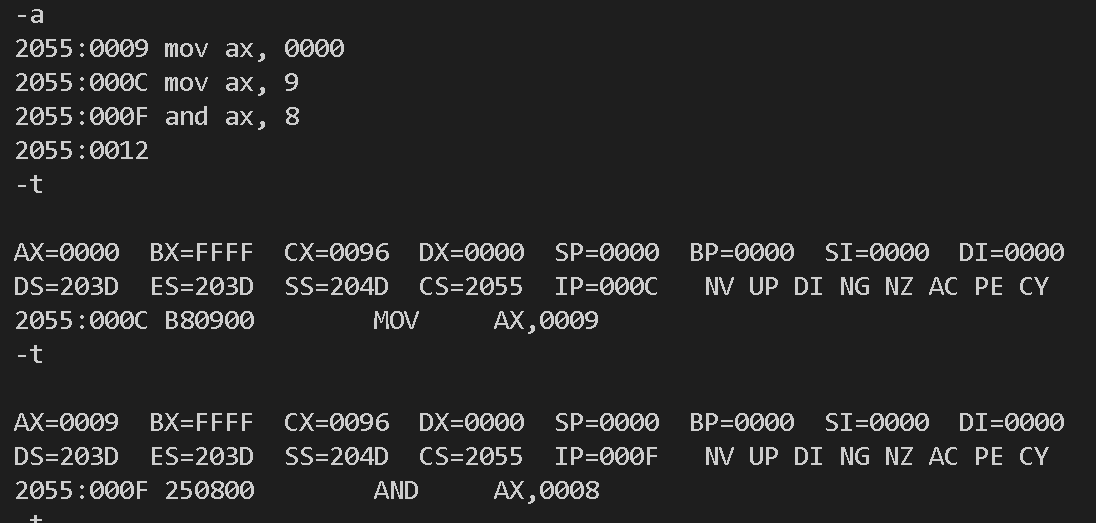 -a
2055:0009 mov ax, 0000
2055:000C mov ax, 9
2055:000F and ax, 8
2055:0012
-t
AX=0000  BX=FFFF  CX=0096  DX=0000  SP=0000  BP=0000  SI=0000  DI=0000
DS=203D  ES=203D  SS=204D  CS=2055  IP=000C   NV UP DI NG NZ AC PE CY
2055:000C B80900        MOV     AX,0009
-t
AX=0009  BX=FFFF  CX=0096  DX=0000  SP=0000  BP=0000  SI=0000  DI=0000
DS=203D  ES=203D  SS=204D  CS=2055  IP=000F   NV UP DI NG NZ AC PE CY
2055:000F 250800        AND     AX,0008
-t